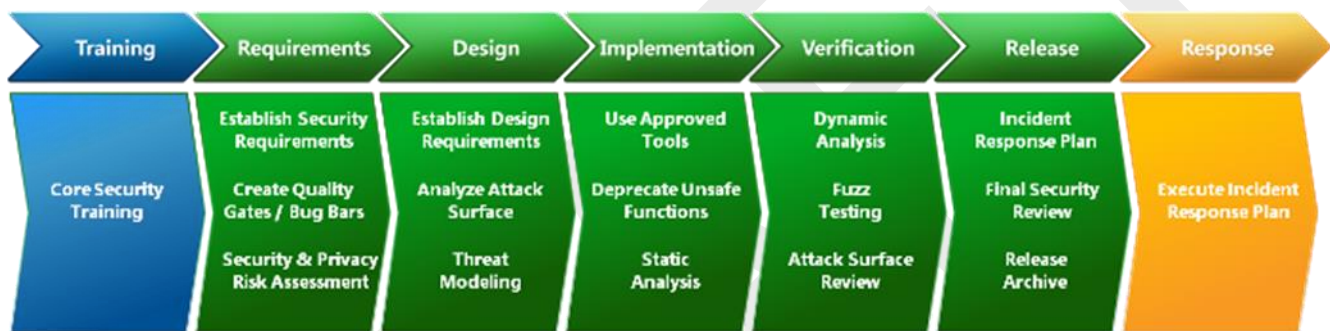 Training
Requirements
Design
Implementation
Verification
Release
Response
Core Security
Training
Establish Security
Requirements
Create Quality
Gates / Bug Bars
Security & Privacy
Risk Assessment
Establish Design
Requirements
Analyze Attack
Surface
Threat
Modeling
Use Approved
Tools
Deprecate Unsafe
Functions
Static
Analysis
Dynamic
Analysis
Fuzz
Testing
Attack Surface
Review
Incident
Response Plan
Final Security
Review
Release
Archive
Execute Incident
Response Plan